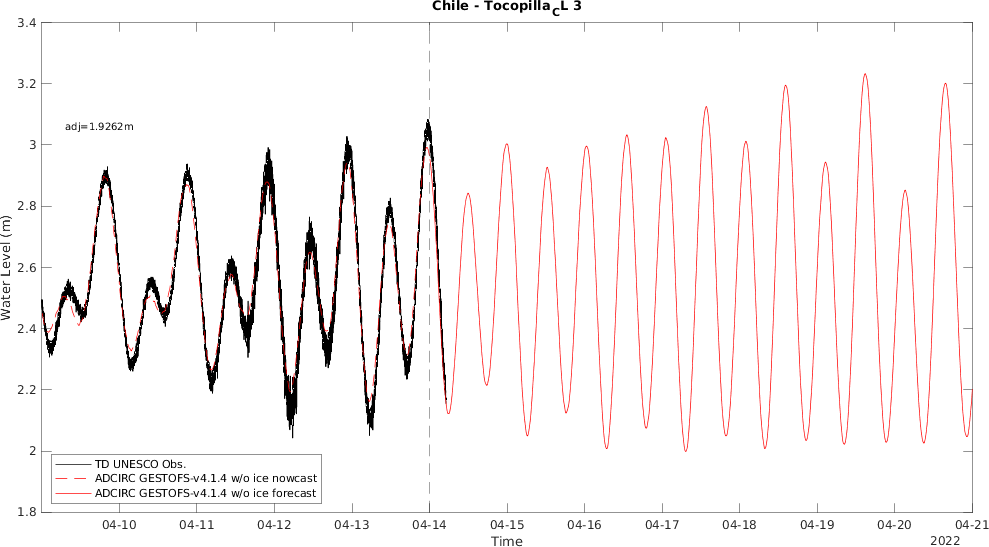 Chile - Tocopilla_CL 3
3.4
3.2
3
2.8
2.6
2.4
2.2
2
1.8
Water Level (m)
adj=1.9262m
TD UNESCO Obs.
ADCIRC GESTOFS-v4.1.4 w/o ice nowcast
ADCIRC GESTOFS-v4.1.4 w/o ice forecast
04-10 04-11 04-12 04-13 04-14 04-15 04-16 04-17 04-18 04-19 04-20 04-21
Time
2022